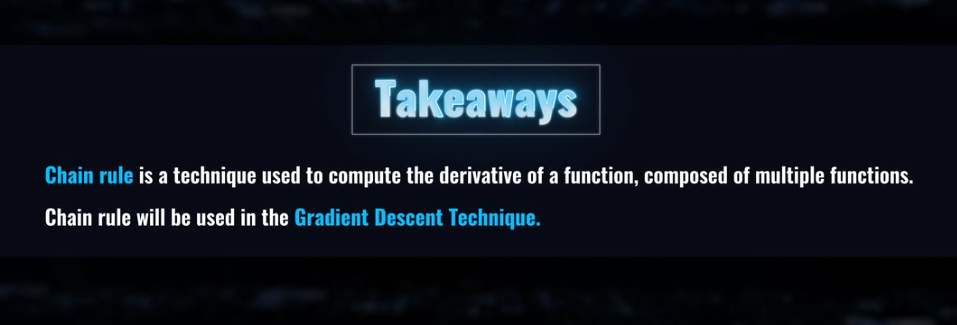 Takeaways
Chain rule is a technique used to compute the derivative of a function, composed of multiple functions.
Chain rule will be used in the Gradient Descent Technique.